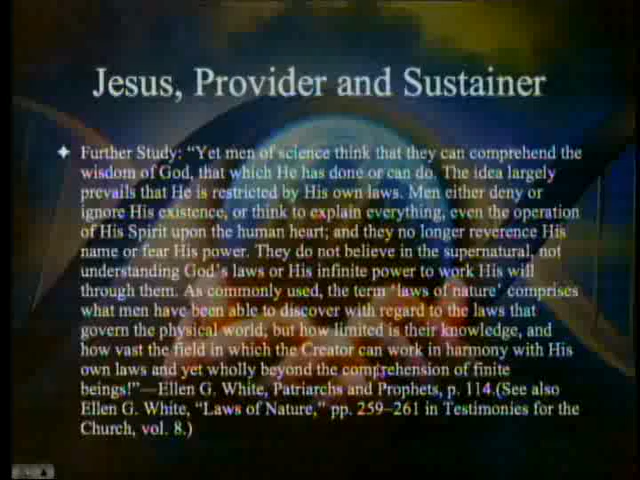 Jesus, Provider and Sustainer
Further Study: “Yet men of science think that they can comprehend the
wisdom of God, that which He has done or can do. The idea largely
prevails that He is restricted by His own laws. Men either deny or
ignore His existence, or think to explain everything, even the operation
of His Spirit upon the human heart; and they no longer reverence His
name or fear His power. They do not believe in the supernatural, not
understanding God’s laws or His infinite power to work His will
through them. As commonly used, the term ‘laws of nature’ comprises
what men have been able to discover with regard to the laws that
govern the physical world; but how limited is their knowledge, and
how vast the field in which the Creator can work in harmony with His
own laws and yet wholly beyond the comprehension of finite
beings!”—Ellen G. White, Patriarchs and Prophets, p. 114.(See also
Ellen G. White, “Laws of Nature,” pp. 259–261 in Testimonies for the
Church, vol. 8.)